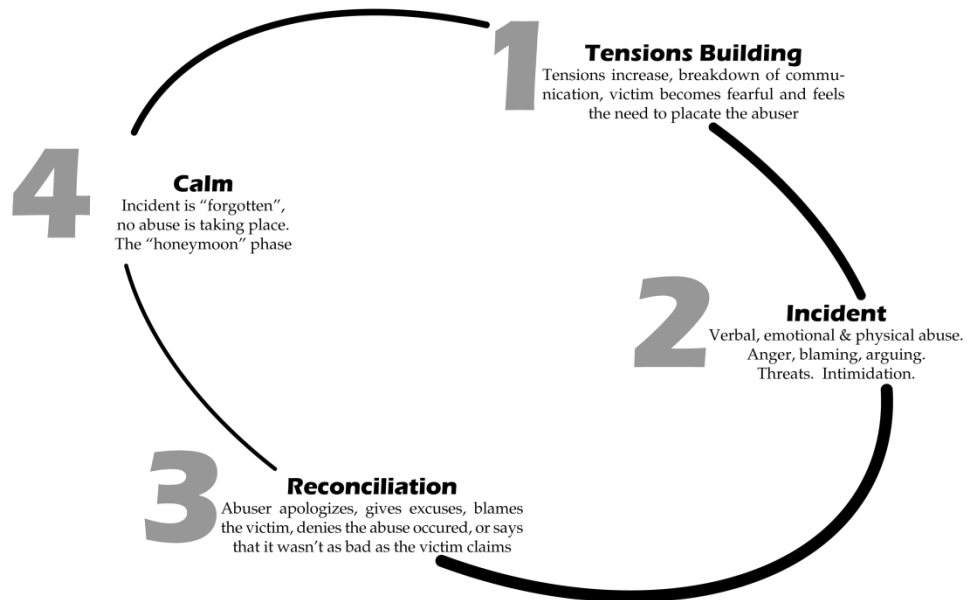 1
Tensions Building
Tensions increase, breakdown of commu-
nication, victim becomes fearful and feels
the need to placate the abuser
2
Incident
Verbal, emotional & physical abuse.
Anger, blaming, arguing.
Threats. Intimidation.
3
Reconciliation
Abuser apologizes, gives excuses, blames
the victim, denies the abuse occured, or says
that it wasn't as bad as the victim claims
4
Calm
Incident is “forgotten”,
no abuse is taking place.
The “honeymoon” phase